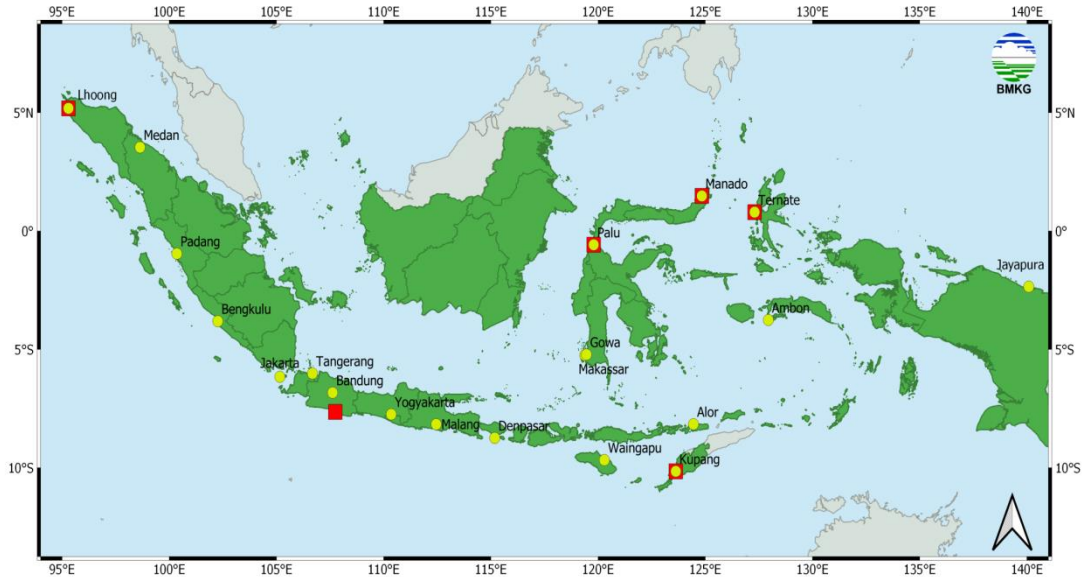 95°E 100°E 105°E 110°E 115°E 120°E 125°E 130°E 135°E 140°E
BMKG
Lhoong
5°N 5°N
Medan
Manado
Ternate
0° Palu 0°
Padang
Jayapura
Bengkulu Ambon
Gowa
5°S 5°S
Jakarta Tangerang Makassar
Bandung
Yogyakarta Alor
Malang Denpasar
Waingapu
Kupang
10°S 10°S
95°E 100°E 105°E 110°E 115°E 120°E 125°E 130°E 135°E 140°E